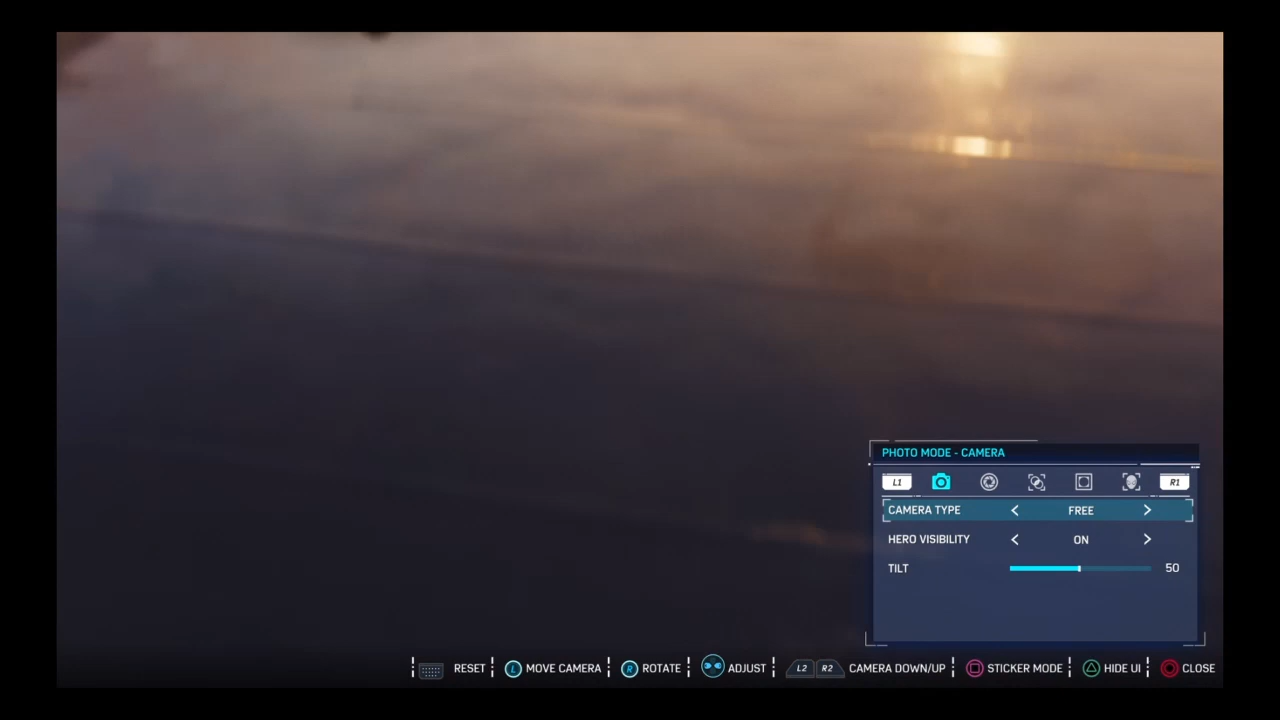 PHOTO MODE - CAMERA
L1 R1
CAMERA TYPE < FREE >
HERO VISIBILITY < ON >
TILT 50
RESET L MOVE CAMERA R ROTATE ADJUST L2 R2 CAMERA DOWN/UP STICKER MODE HIDE UI CLOSE